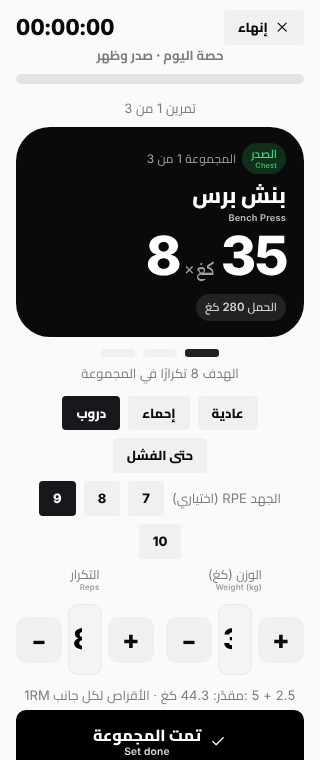 00:00:00
إنهاء
حصة اليوم · صدر وظهر
تمرين 1 من 3
الصدر
Chest
المجموعة 1 من 3
بنش برس
Bench Press
35 كغ × 8
الحمل 280 كغ
الهدف 8 تكرارًا في المجموعة
عادية
إحماء
دروب
حتى الفشل
الجهد RPE (اختياري)
7
8
9
10
الوزن (كغ)
Weight (kg)
التكرار
Reps
+
−
+
−
1RM مقدّر: 44.3 كغ · الأقراص لكل جانب: 5 + 2.5
تمت المجموعة
Set done